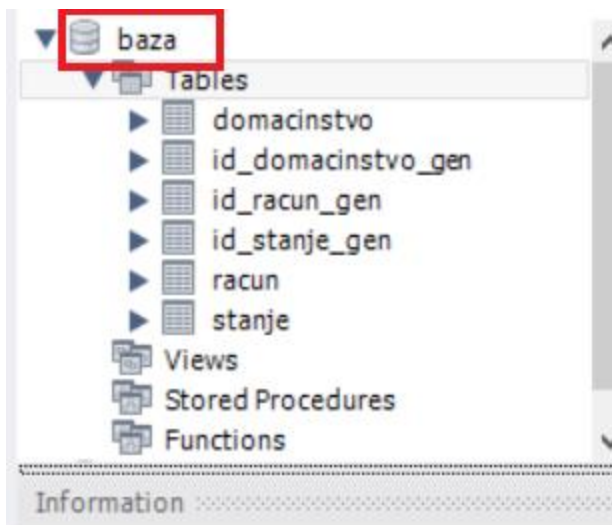 baza
Tables
domacinstvo
id_domacinstvo_gen
id_racun_gen
id_stanje_gen
racun
stanje
Views
Stored Procedures
Functions
Information